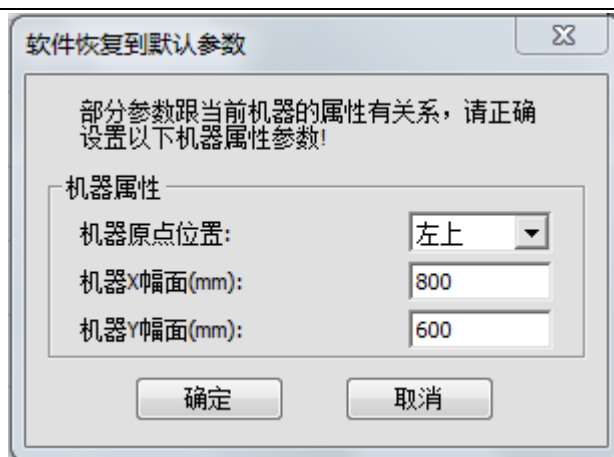 软件恢复到默认参数
部分参数跟当前机器的属性有关系，请正确
设置以下机器属性参数!
机器属性
机器原点位置: 左上
机器X幅面(mm): 800
机器Y幅面(mm): 600
确定 取消